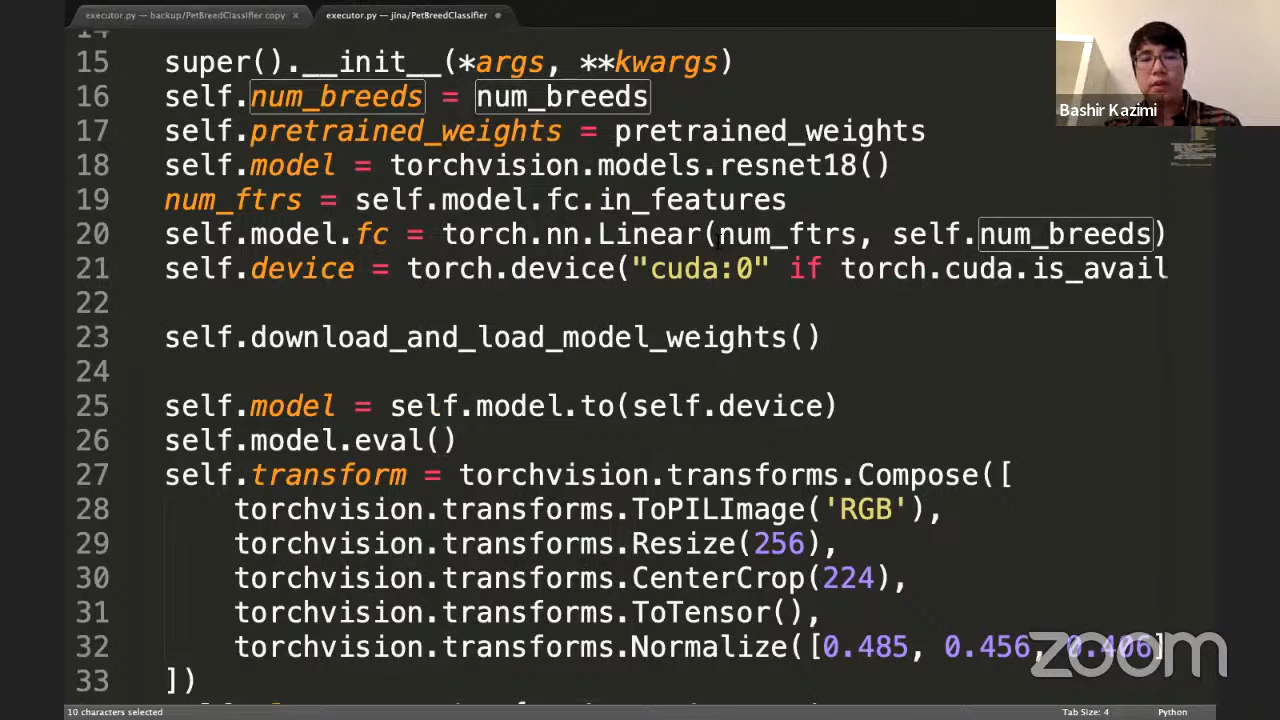 executor.py — backup/PetBreedClassifier copy ×
executor.py — jina/PetBreedClassifier
Bashir Kazimi
14
15 super().__init__(*args, **kwargs)
16 self.num_breeds = num_breeds
17 self.pretrained_weights = pretrained_weights
18 self.model = torchvision.models.resnet18()
19 num_ftrs = self.model.fc.in_features
20 self.model.fc = torch.nn.Linear(num_ftrs, self.num_breeds)
21 self.device = torch.device("cuda:0" if torch.cuda.is_avail
22
23 self.download_and_load_model_weights()
24
25 self.model = self.model.to(self.device)
26 self.model.eval()
27 self.transform = torchvision.transforms.Compose([
28 torchvision.transforms.ToPILImage('RGB'),
29 torchvision.transforms.Resize(256),
30 torchvision.transforms.CenterCrop(224),
31 torchvision.transforms.ToTensor(),
32 torchvision.transforms.Normalize([0.485, 0.456, 0.406]
33 ])
zoom
10 characters selected
Tab Size: 4
Python